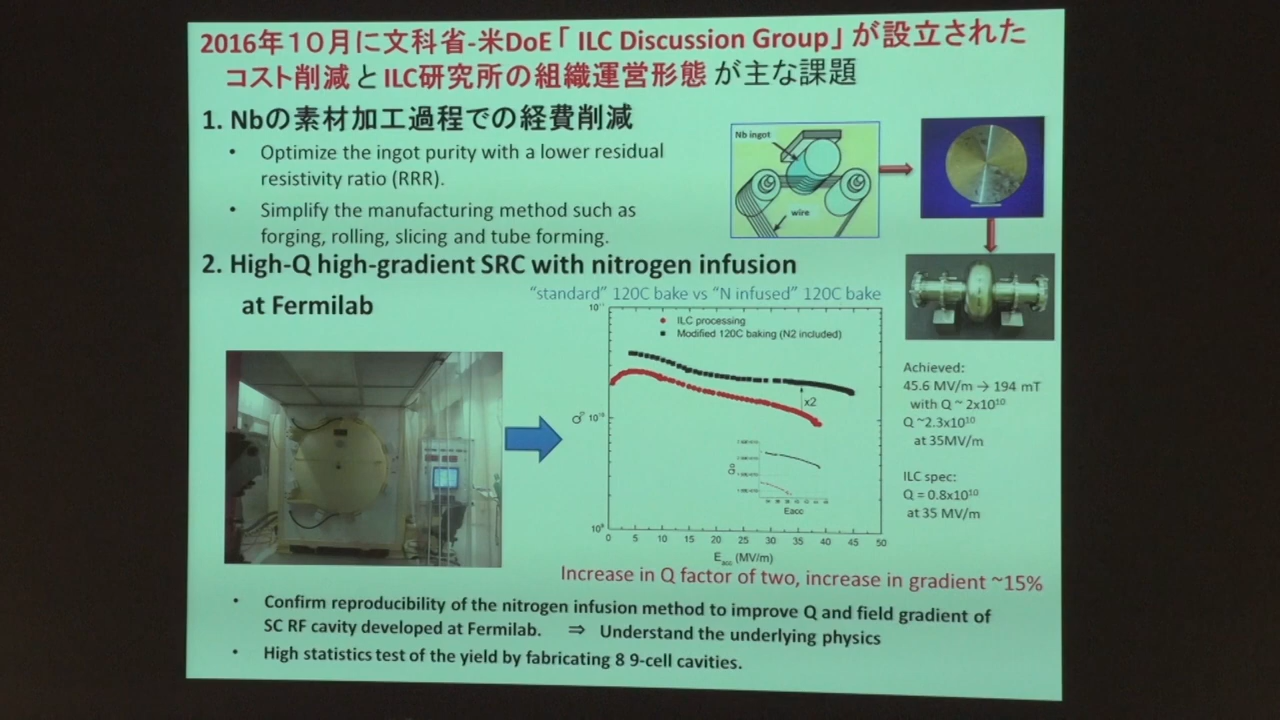 2016年10月に文科省-米DoE「 ILC Discussion Group」が設立された
コスト削減とILC研究所の組織運営形態 が主な課題
1. Nbの素材加工過程での経費削減
• Optimize the ingot purity with a lower residual
resistivity ratio (RRR).
• Simplify the manufacturing method such as
forging, rolling, slicing and tube forming.
Nb ingot
wire
2. High-Q high-gradient SRC with nitrogen infusion
at Fermilab
“standard” 120C bake vs “N infused” 120C bake
10¹¹
ILC processing
Modified 120C baking (N2 included)
x2
Q₀
10¹⁰
10⁹
Q₀
Eacc
0 5 10 15 20 25 30 35 40 45 50
Eacc (MV/m)
Achieved:
45.6 MV/m → 194 mT
with Q ~ 2x10¹⁰
Q ~2.3x10¹⁰
at 35MV/m
ILC spec:
Q = 0.8x10¹⁰
at 35 MV/m
Increase in Q factor of two, increase in gradient ~15%
• Confirm reproducibility of the nitrogen infusion method to improve Q and field gradient of
SC RF cavity developed at Fermilab. ⇒ Understand the underlying physics
• High statistics test of the yield by fabricating 8 9-cell cavities.